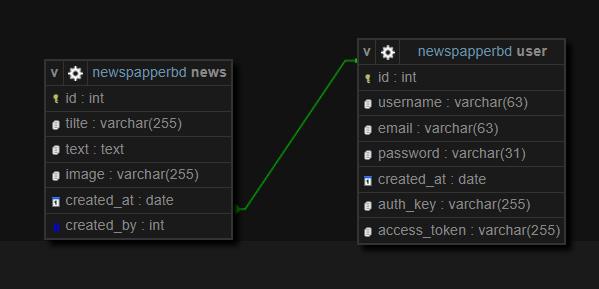 v newspapperbd news
id : int
tilte : varchar(255)
text : text
image : varchar(255)
created_at : date
created_by : int
v newspapperbd user
id : int
username : varchar(63)
email : varchar(63)
password : varchar(31)
created_at : date
auth_key : varchar(255)
access_token : varchar(255)